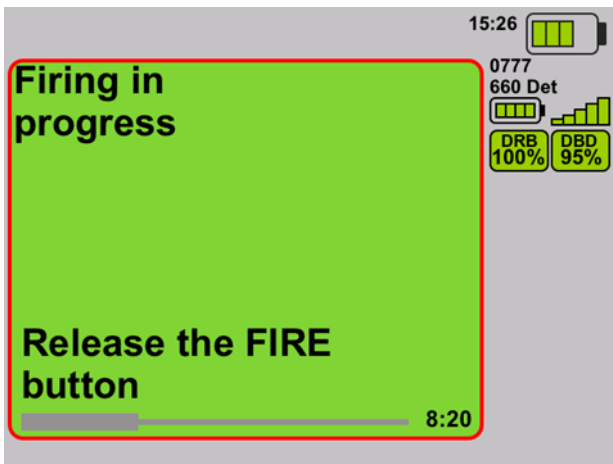 15:26
Firing in
progress
0777
660 Det
DRB
100%
DBD
95%
Release the FIRE
button
8:20